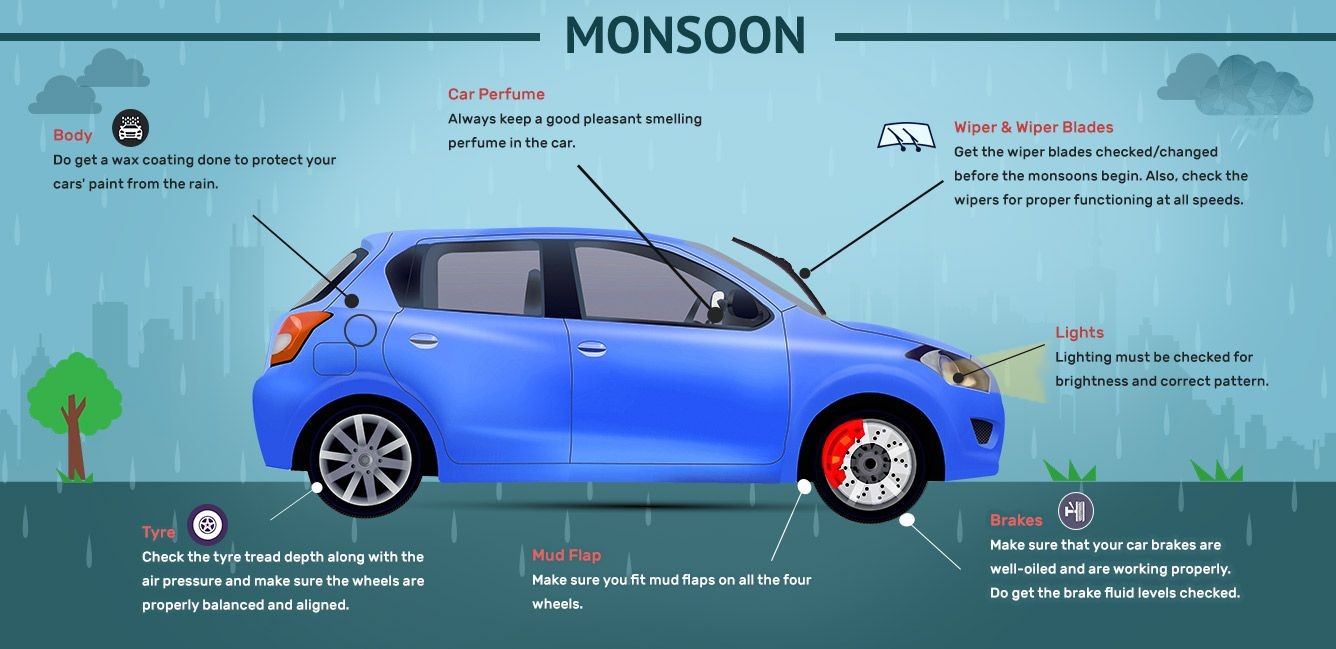 MONSOON
Car Perfume
Always keep a good pleasant smelling
perfume in the car.
Body
Do get a wax coating done to protect your
cars' paint from the rain.
Wiper & Wiper Blades
Get the wiper blades checked/changed
before the monsoons begin. Also, check the
wipers for proper functioning at all speeds.
Lights
Lighting must be checked for
brightness and correct pattern.
Tyre
Check the tyre tread depth along with the
air pressure and make sure the wheels are
properly balanced and aligned.
Mud Flap
Make sure you fit mud flaps on all the four
wheels.
Brakes
Make sure that your car brakes are
well-oiled and are working properly.
Do get the brake fluid levels checked.